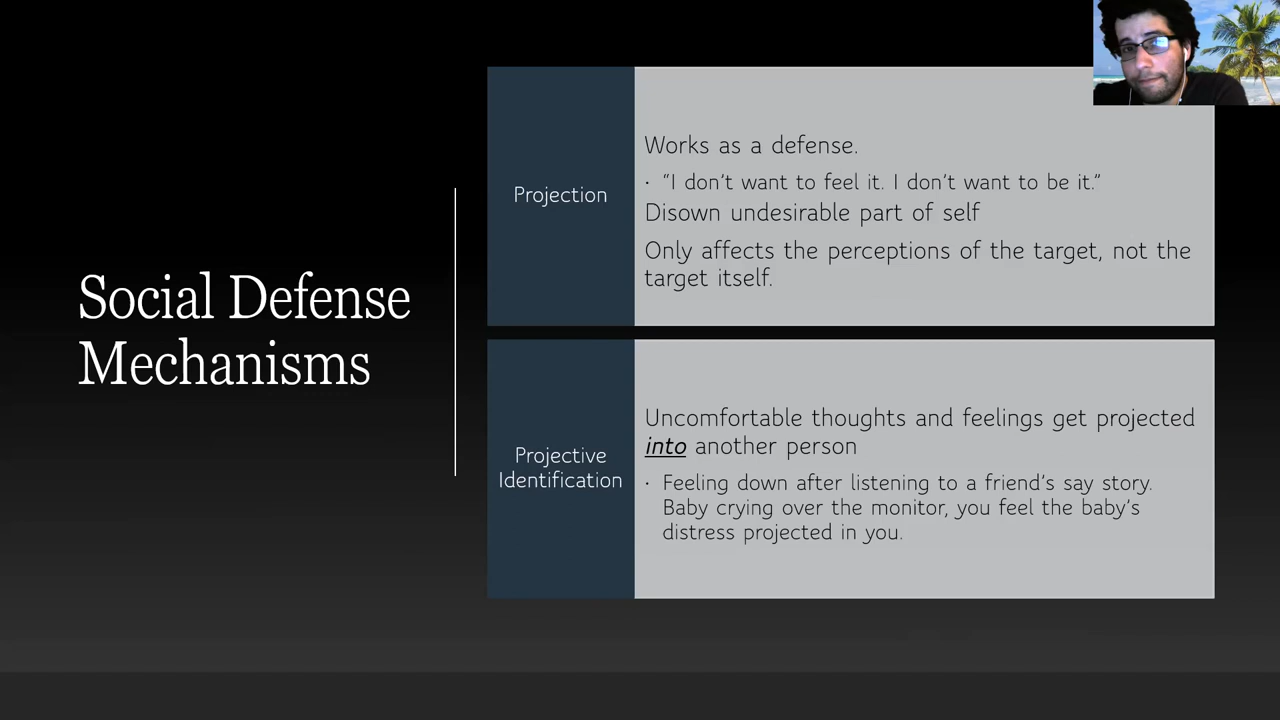 Social Defense
Mechanisms
Projection
Works as a defense.
· “I don’t want to feel it. I don’t want to be it.”
Disown undesirable part of self
Only affects the perceptions of the target, not the
target itself.
Projective
Identification
Uncomfortable thoughts and feelings get projected
into another person
· Feeling down after listening to a friend’s say story.
Baby crying over the monitor, you feel the baby’s
distress projected in you.